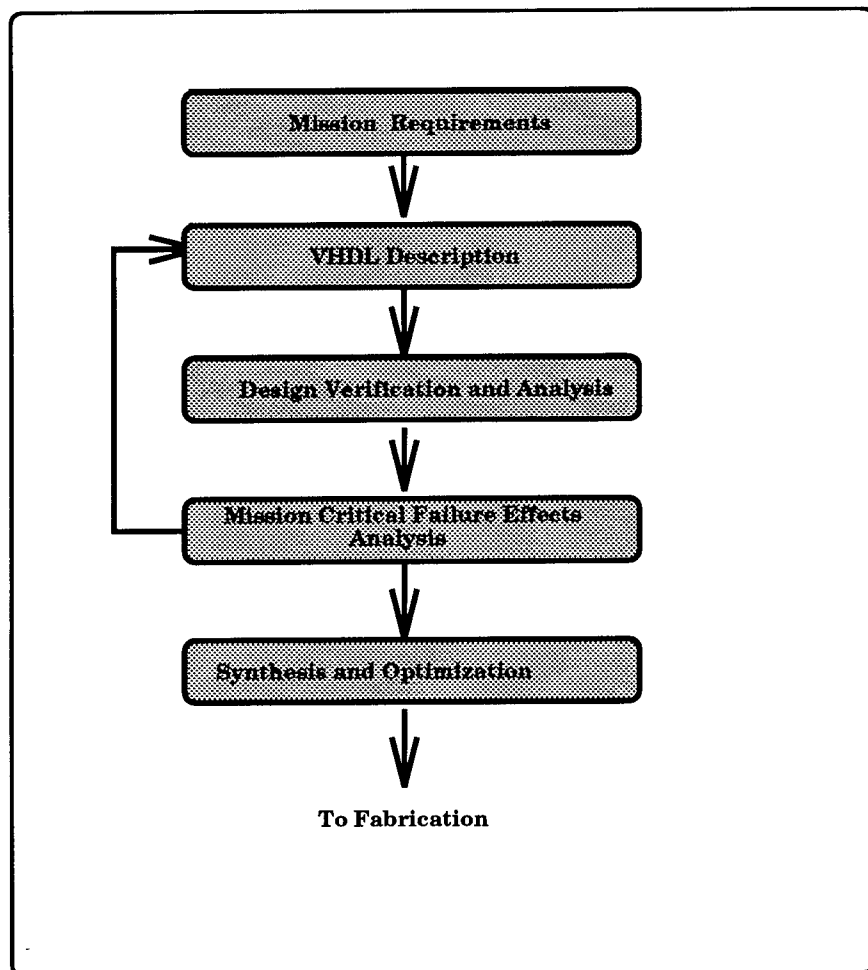 Mission Requirements
VHDL Description
Design Verification and Analysis
Mission Critical Failure Effects
Analysis
Synthesis and Optimization
To Fabrication